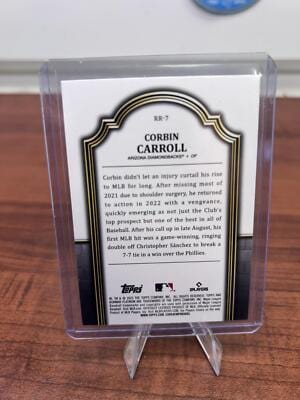 RR-7
CORBIN
CARROLL
ARIZONA DIAMONDBACKS • OF
Corbin didn't let an injury curtail his rise
to MLB for long. After missing most of
2021 due to shoulder surgery, he returned
to action in 2022 with a vengeance,
quickly emerging as not just the Club's
top prospect but one of the best in all of
Baseball. After his call up in late August, his
first MLB hit was a game-winning, ringing
double off Christopher Sánchez to break a
7-7 tie in a win over the Phillies.
Topps
PLAYERS